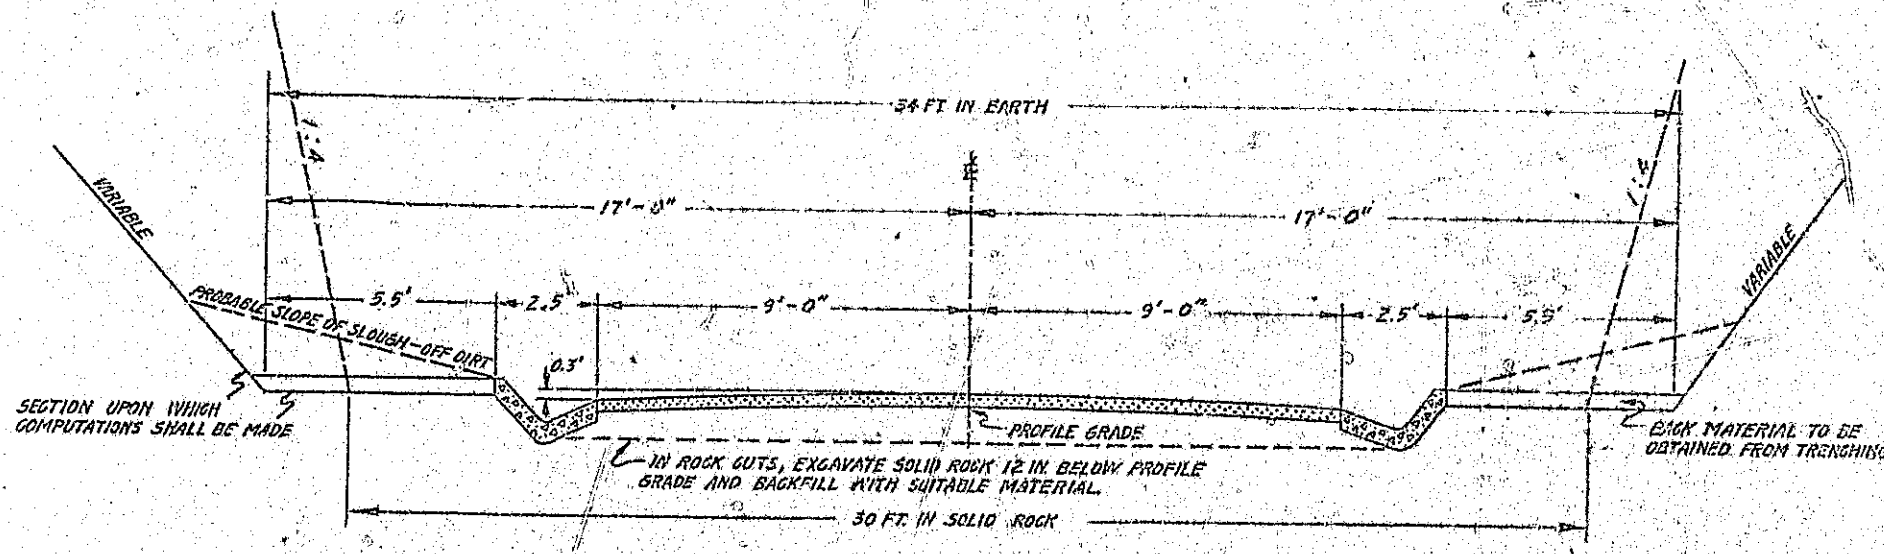 34 FT IN EARTH
1:4
1:4
17'-0"
17'-0"
VARIABLE
VARIABLE
PROBABLE SLOPE OF SLOUGH-OFF DIRT
5.5'
2.5'
9'-0"
9'-0"
2.5'
5.5'
0.3'
SECTION UPON WHICH
COMPUTATIONS SHALL BE MADE
PROFILE GRADE
BACK MATERIAL TO BE
OBTAINED FROM TRENCHING
IN ROCK CUTS, EXCAVATE SOLID ROCK 12 IN. BELOW PROFILE
GRADE AND BACKFILL WITH SUITABLE MATERIAL.
30 FT. IN SOLID ROCK